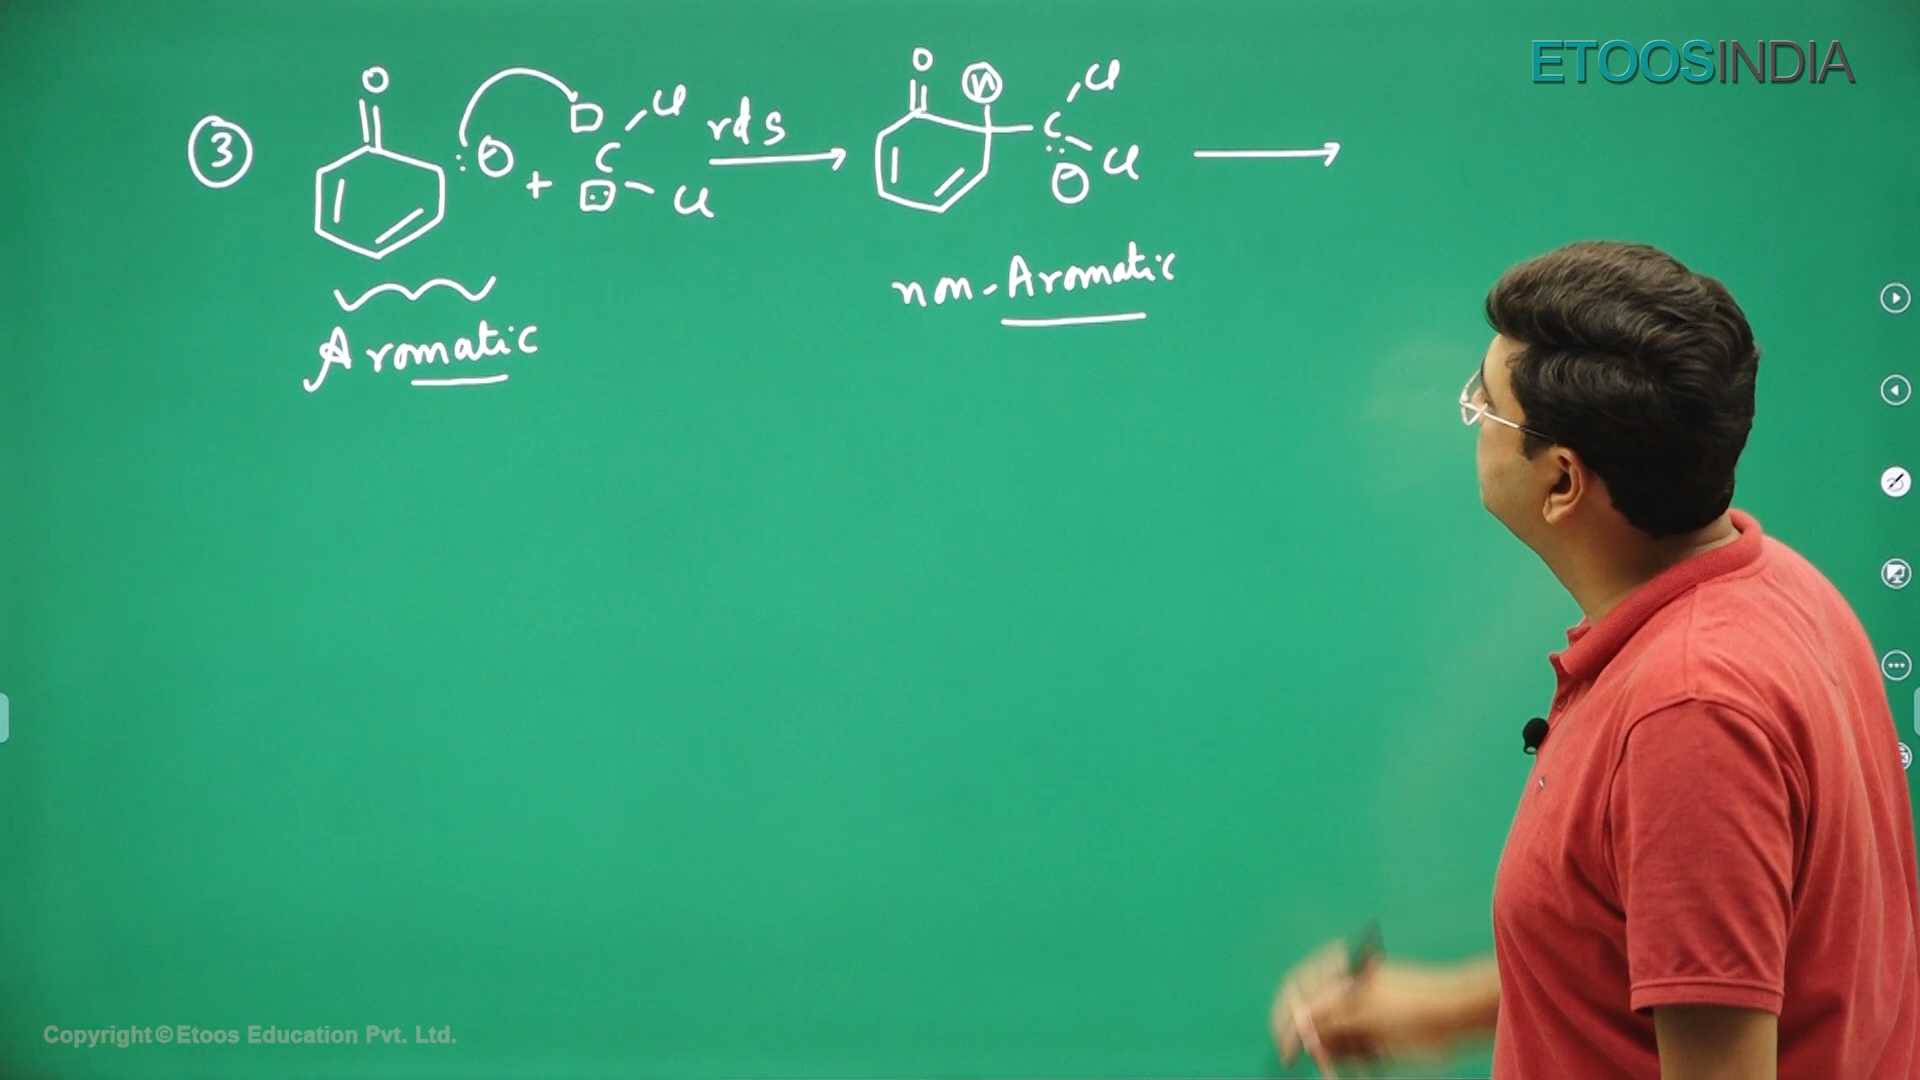 ETOOSINDIA
③ O O + C Cl Cl rds → O H C Cl Cl →
non-Aromatic
Aromatic
Copyright © Etoos Education Pvt. Ltd.